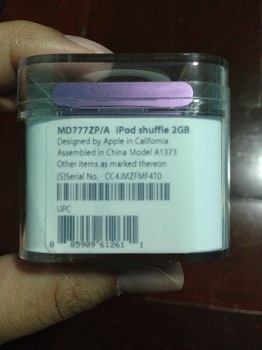 MD777ZP/A iPod shuffle 2GB
Designed by Apple in California
Assembled in China Model A1373
Other items as marked thereon
(S)Serial No. CC4JMZFMF4T0
UPC
8 85909 61261 1